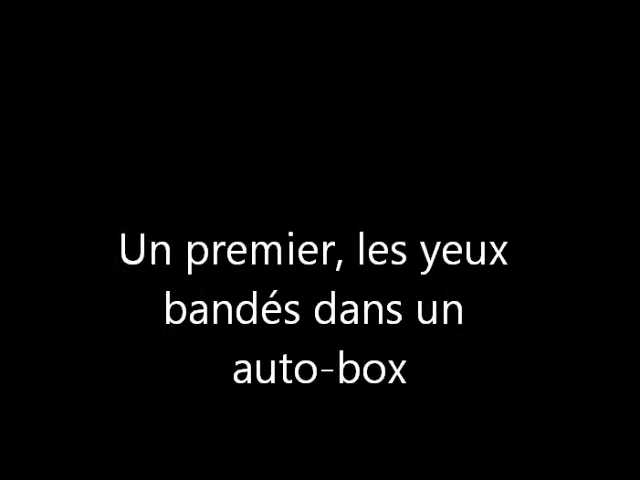 Un premier, les yeux
bandés dans un
auto-box